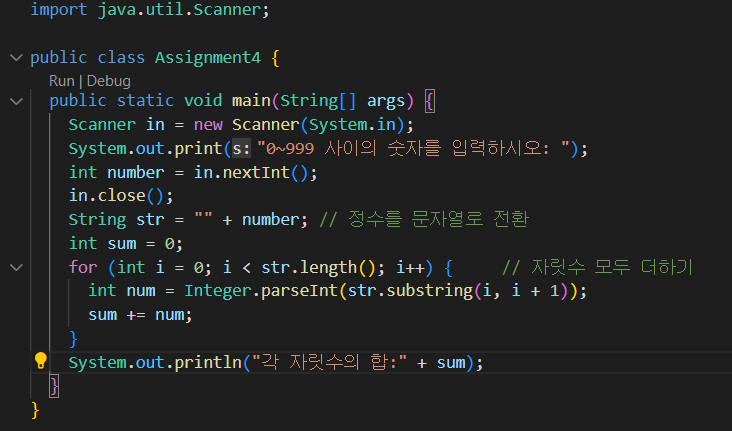 import java.util.Scanner;
public class Assignment4 {
Run | Debug
public static void main(String[] args) {
Scanner in = new Scanner(System.in);
System.out.print(s: "0~999 사이의 숫자를 입력하시오: ");
int number = in.nextInt();
in.close();
String str = "" + number; // 정수를 문자열로 전환
int sum = 0;
for (int i = 0; i < str.length(); i++) { // 자릿수 모두 더하기
int num = Integer.parseInt(str.substring(i, i + 1));
sum += num;
}
System.out.println("각 자릿수의 합:" + sum);
}
}